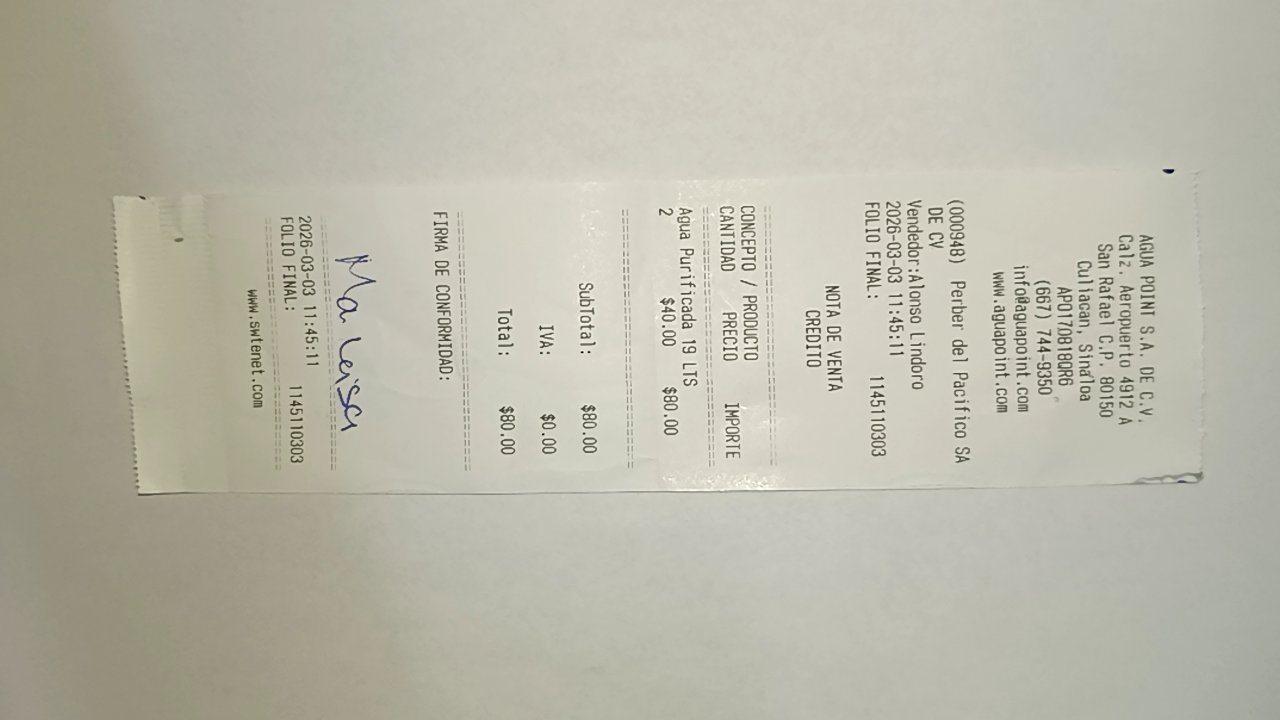 AGUA POINT S.A. DE C.V.
Calz. Aeropuerto 4912 A
San Rafael C.P. 80150
Culiacan, Sinaloa
APO170818QR6
(667) 744-9350
info@aguapoint.com
www.aguapoint.com
(000948) Perber del Pacifico SA
DE CV
Vendedor:Alonso Lindoro
2026-03-03 11:45:11
FOLIO FINAL: 1145110303
NOTA DE VENTA
CREDITO
CONCEPTO / PRODUCTO
CANTIDAD PRECIO IMPORTE
Agua Purificada 19 LTS
2 $40.00 $80.00
SubTotal: $80.00
IVA: $0.00
Total: $80.00
FIRMA DE CONFORMIDAD:
Ma
2026-03-03 11:45:11
FOLIO FINAL: 1145110303
www.swtenet.com